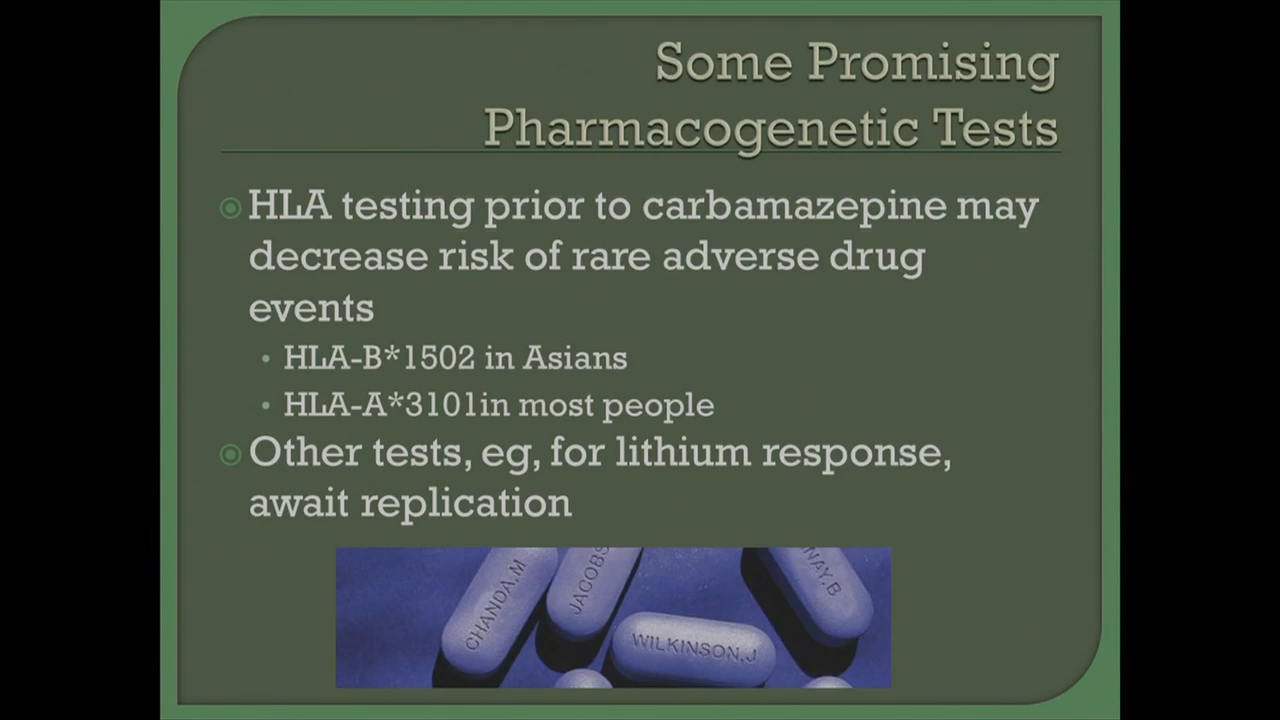 Some Promising
Pharmacogenetic Tests
HLA testing prior to carbamazepine may
decrease risk of rare adverse drug
events
HLA-B*1502 in Asians
HLA-A*3101in most people
Other tests, eg, for lithium response,
await replication
CHANDA,M
JACOBS
NAY,B
WILKINSON,J